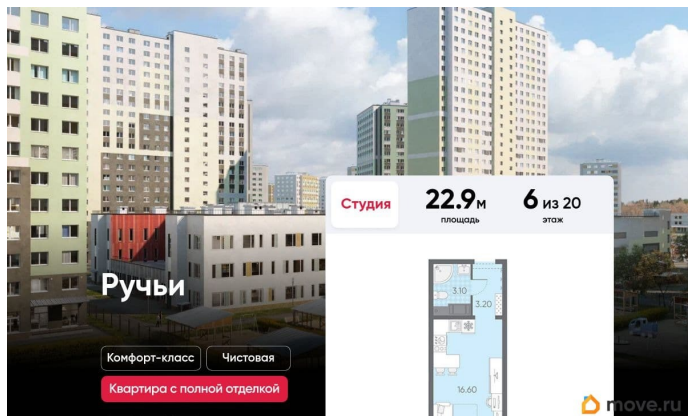 Студия
22.9 м
площадь
6 из 20
этаж
3.10
3.20
16.60
Ручьи
Комфорт-класс
Чистовая
Квартира с полной отделкой
move.ru